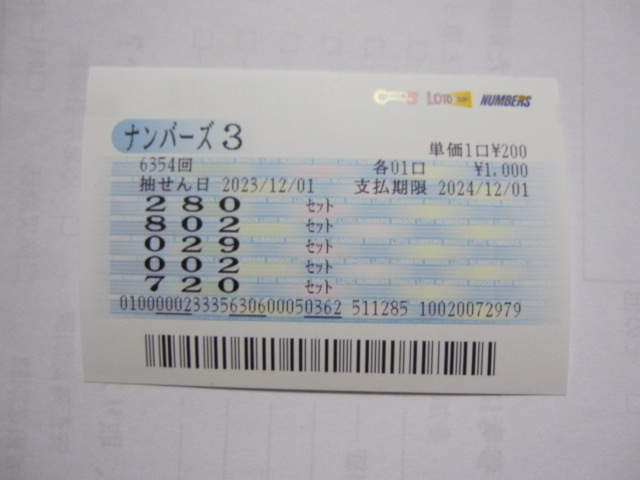 LOTO NUMBERS
ナンバーズ3
単価1口¥200
6354回 各01口 ¥1,000
抽せん日 2023/12/01 支払期限 2024/12/01
280 セット
802 セット
029 セット
002 セット
720 セット
010000023335630600050362 511285 10020072979